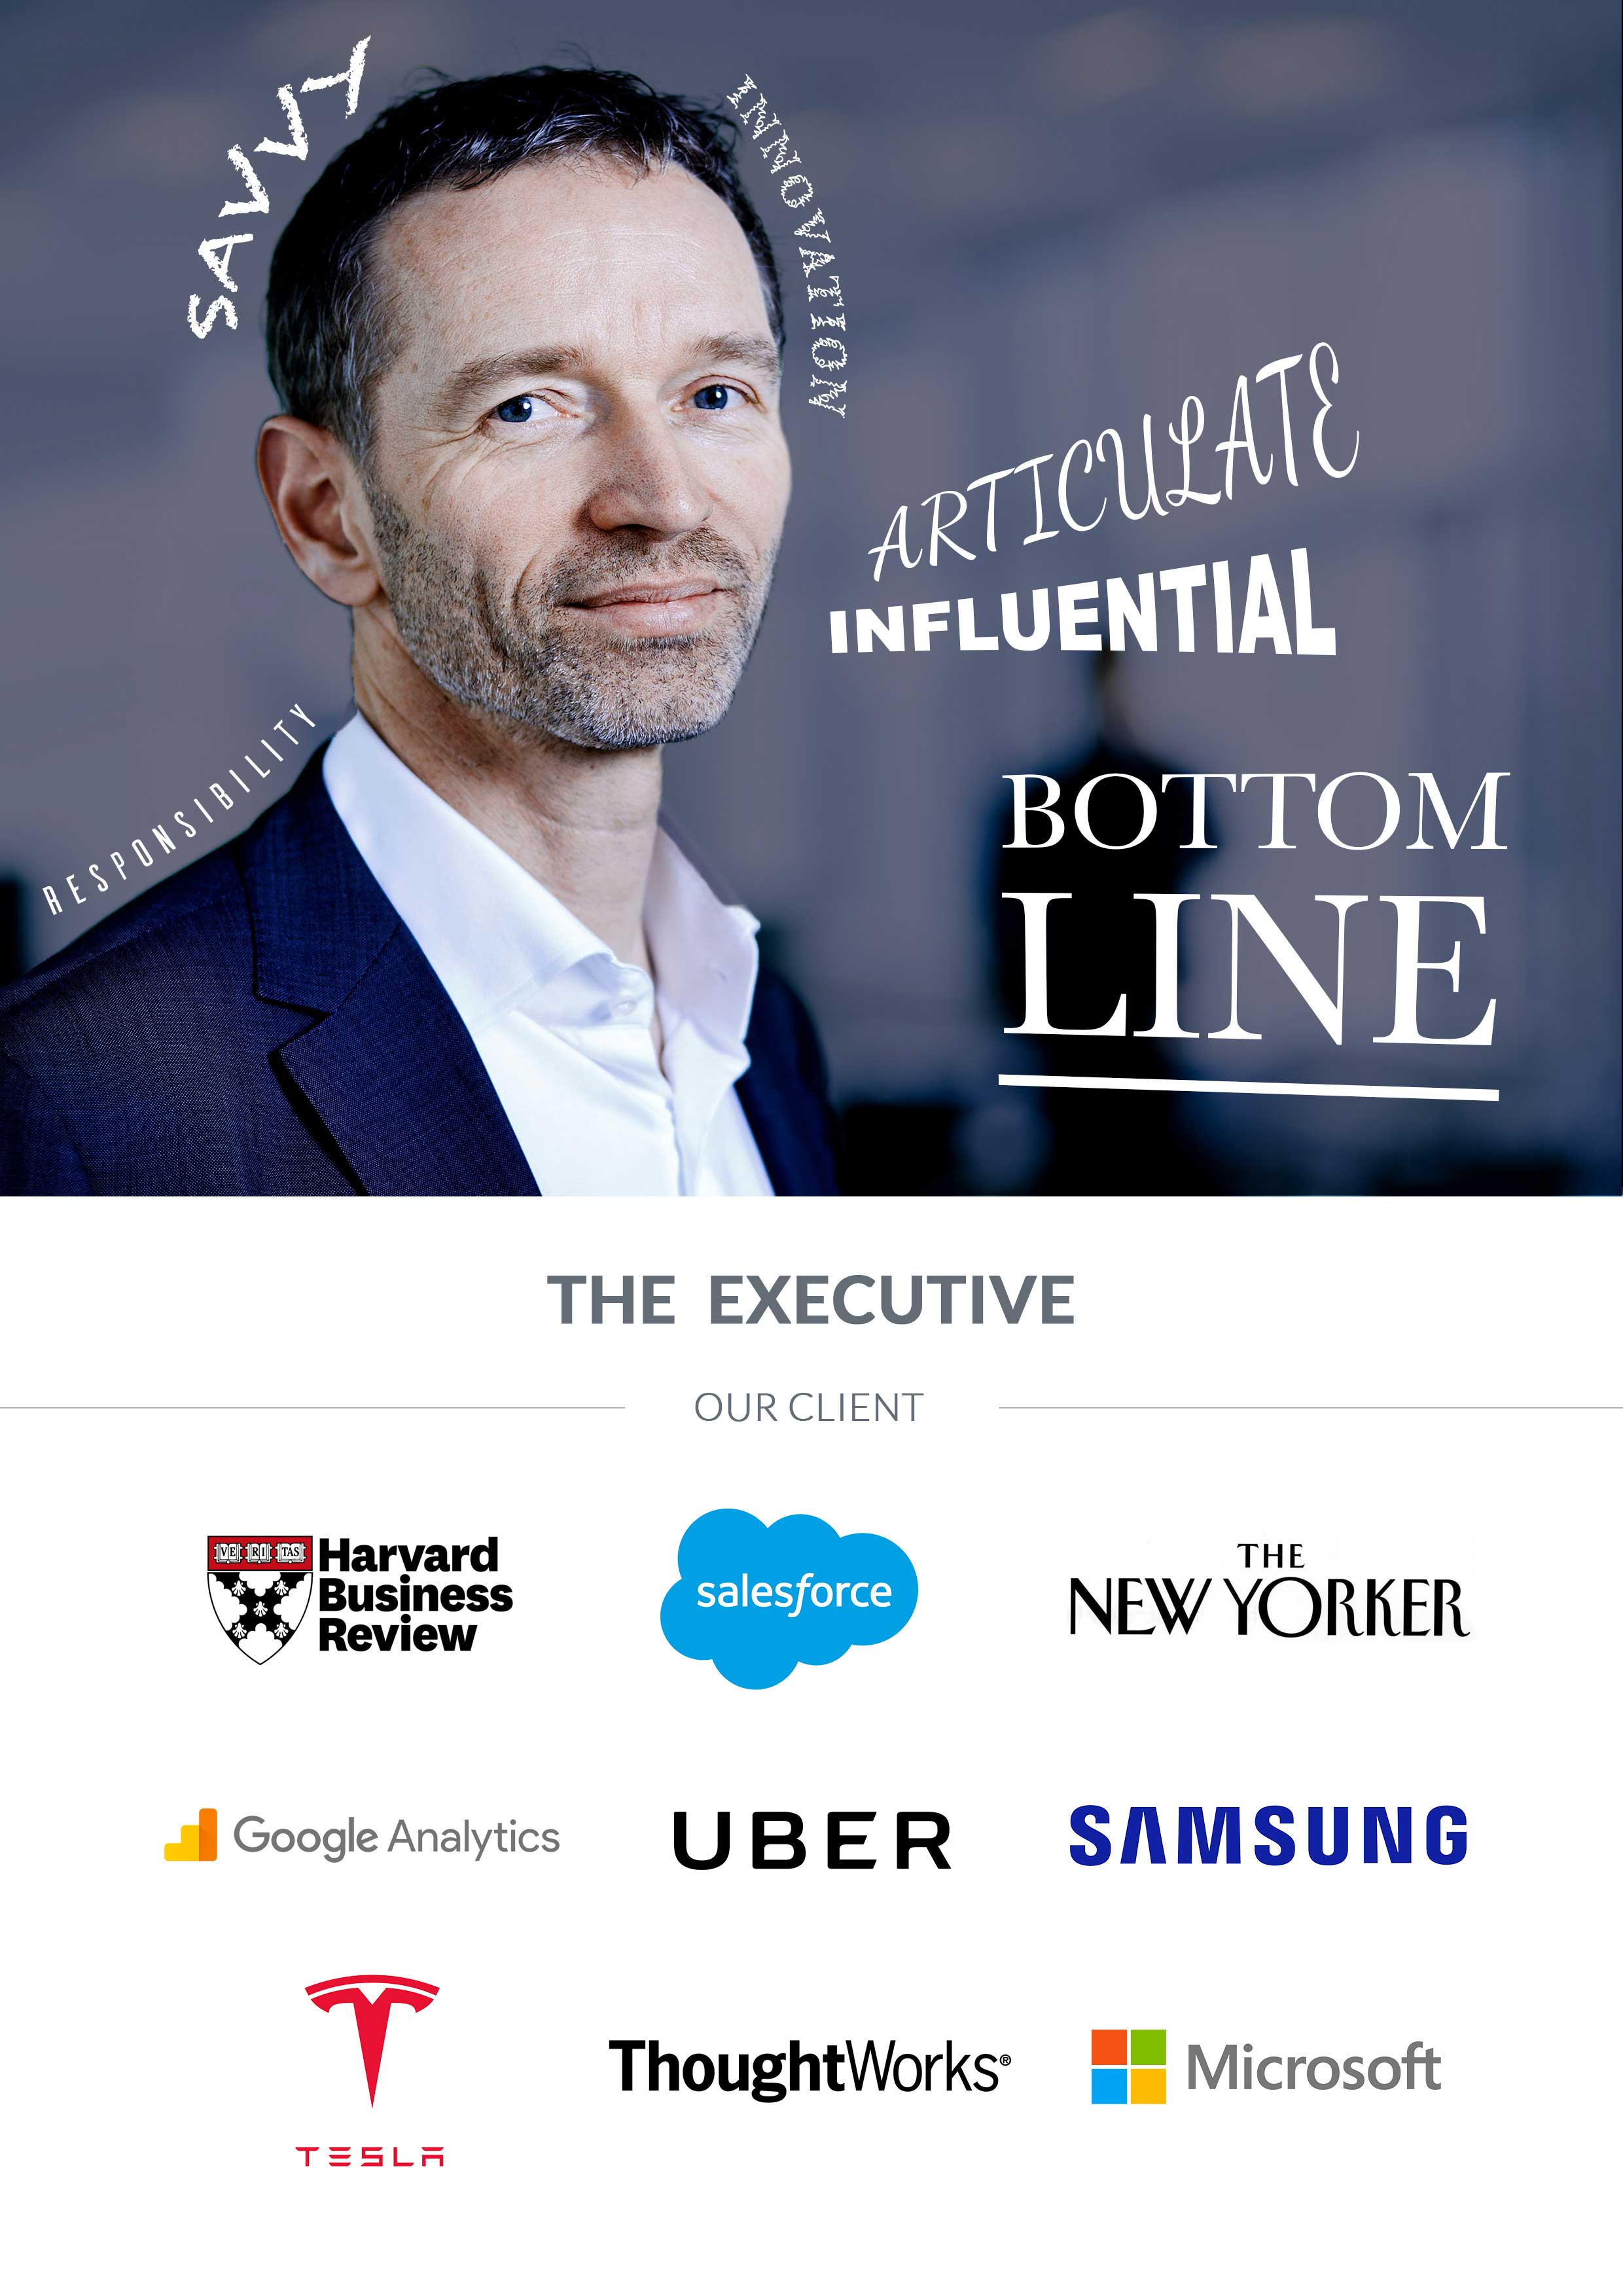 SAVVY
INNOVATION
ARTICULATE
INFLUENTIAL
RESPONSIBILITY
BOTTOM
LINE
THE EXECUTIVE
OUR CLIENT
VE RI TAS
Harvard
Business
Review
salesforce
THE
NEW YORKER
Google Analytics
UBER
SAMSUNG
TESLA
ThoughtWorks®
Microsoft